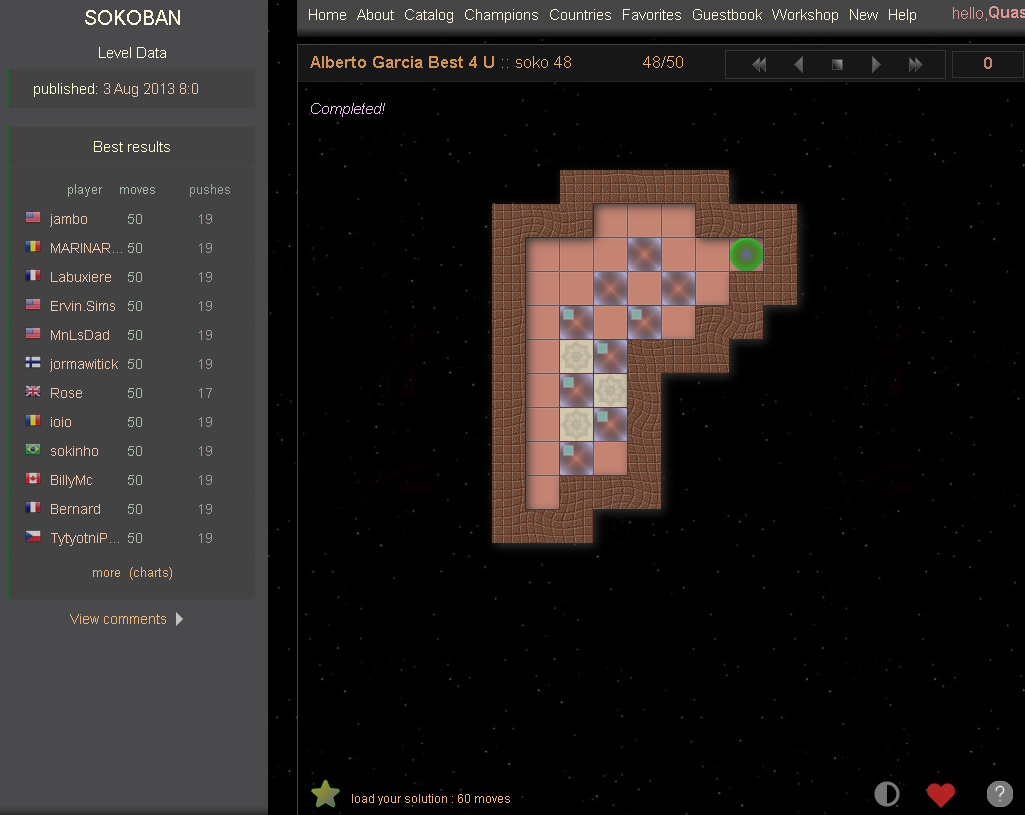 SOKOBAN
Level Data
published: 3 Aug 2013 8:0
Best results
player moves pushes
jambo 50 19
MARINAR... 50 19
Labuxiere 50 19
Ervin.Sims 50 19
MnLsDad 50 19
jormawitick 50 19
Rose 50 17
ioio 50 19
sokinho 50 19
BillyMc 50 19
Bernard 50 19
TytyotniP... 50 19
more (charts)
View comments
Home About Catalog Champions Countries Favorites Guestbook Workshop New Help hello,Quas
Alberto Garcia Best 4 U :: soko 48 48/50 0
Completed!
load your solution : 60 moves
?